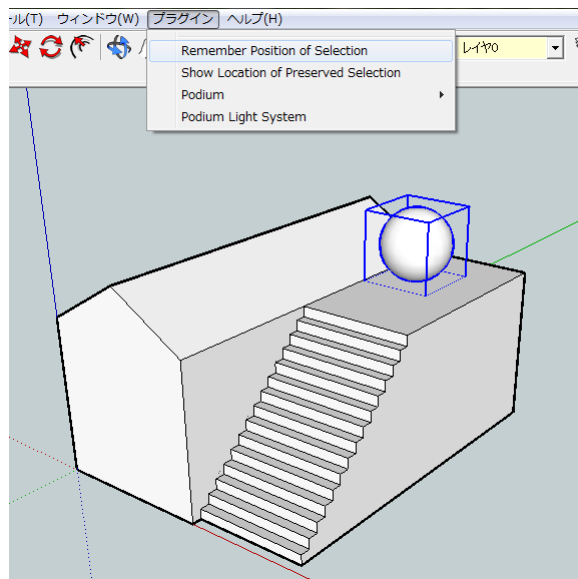 ール(T) ウィンドウ(W) プラグイン ヘルプ(H)
レイヤ0
Remember Position of Selection
Show Location of Preserved Selection
Podium
Podium Light System